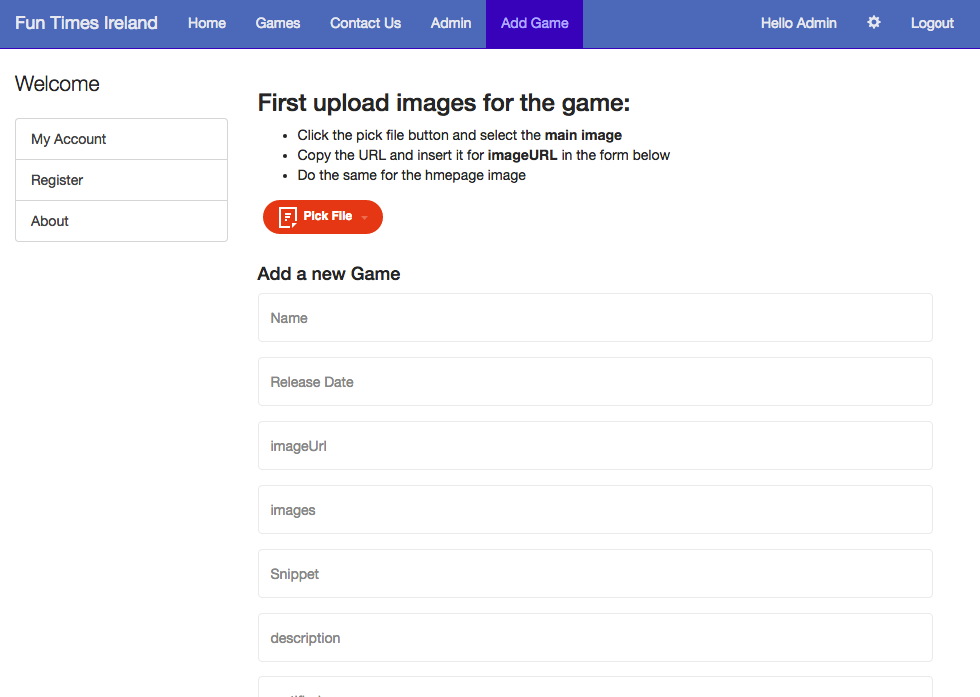 Fun Times Ireland Home Games Contact Us Admin Add Game Hello Admin Logout
Welcome
My Account
Register
About
First upload images for the game:
Click the pick file button and select the main image
Copy the URL and insert it for imageURL in the form below
Do the same for the hmepage image
Pick File
Add a new Game
Name
Release Date
imageUrl
images
Snippet
description